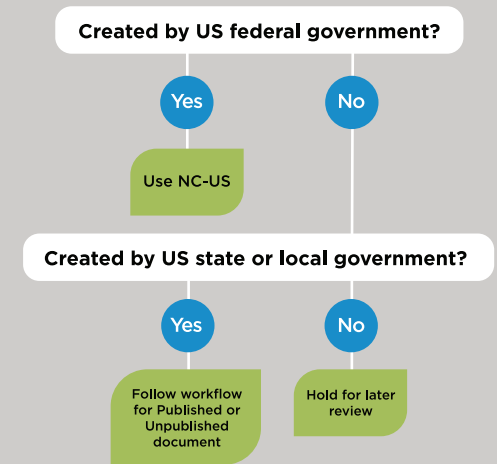 Created by US federal government?
Yes
No
Use NC-US
Created by US state or local government?
Yes
No
Follow workflow
for Published or
Unpublished
document
Hold for later
review